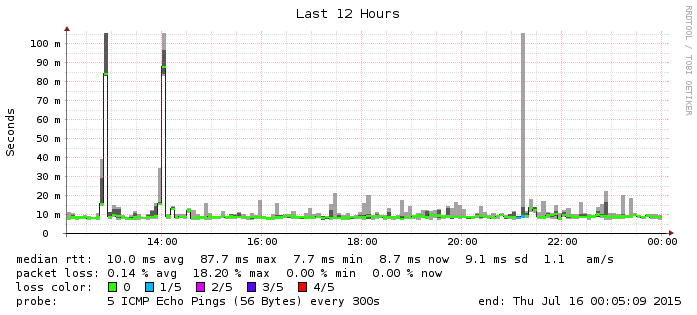 Last 12 Hours
RRDTOOL / TOBI OETIKER
Seconds
100 m
90 m
80 m
70 m
60 m
50 m
40 m
30 m
20 m
10 m
0
14:00 16:00 18:00 20:00 22:00 00:00
median rtt: 10.0 ms avg 87.7 ms max 7.7 ms min 8.7 ms now 9.1 ms sd 1.1 am/s
packet loss: 0.14 % avg 18.20 % max 0.00 % min 0.00 % now
loss color: 0 1/5 2/5 3/5 4/5
probe: 5 ICMP Echo Pings (56 Bytes) every 300s end: Thu Jul 16 00:05:09 2015